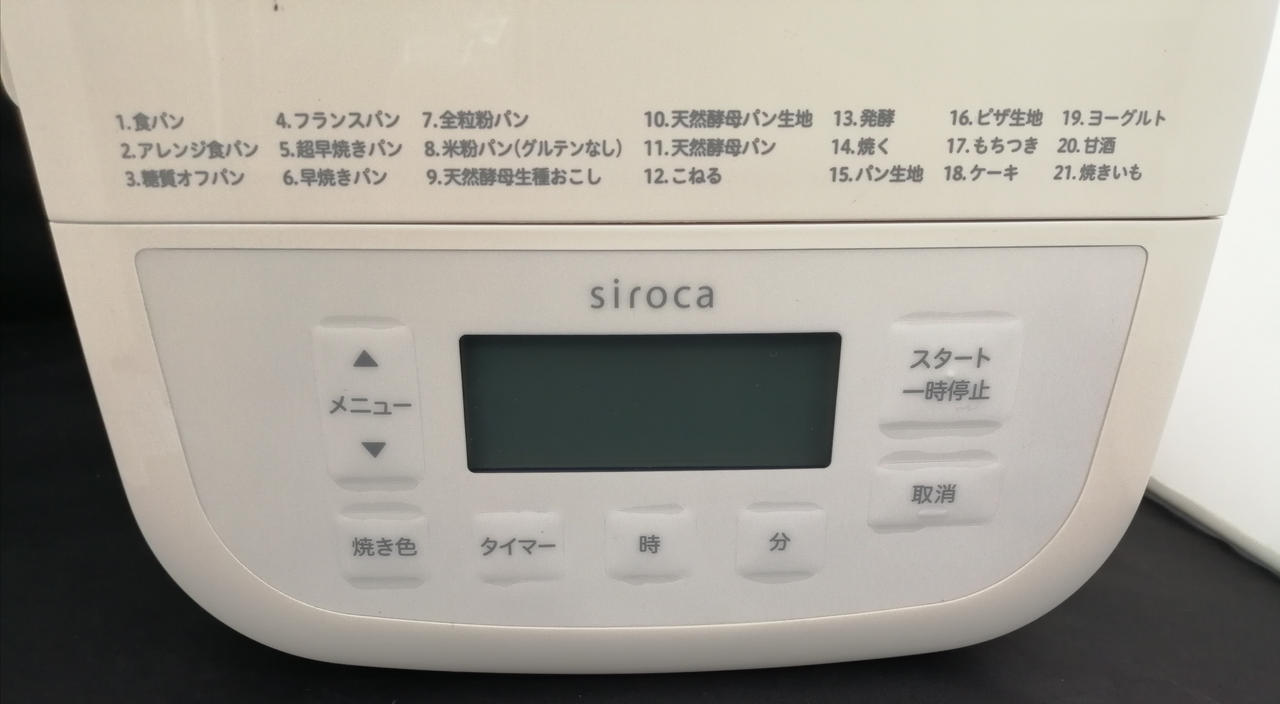 1.食パン
2.アレンジ食パン
3.糖質オフパン
4.フランスパン
5.超早焼きパン
6.早焼きパン
7.全粒粉パン
8.米粉パン(グルテンなし)
9.天然酵母生種おこし
10.天然酵母パン生地
11.天然酵母パン
12.こねる
13.発酵
14.焼く
15.パン生地
16.ピザ生地
17.もちつき
18.ケーキ
19.ヨーグルト
20.甘酒
21.焼きいも
siroca
▲
メニュー
▼
スタート
一時停止
取消
焼き色
タイマー
時
分